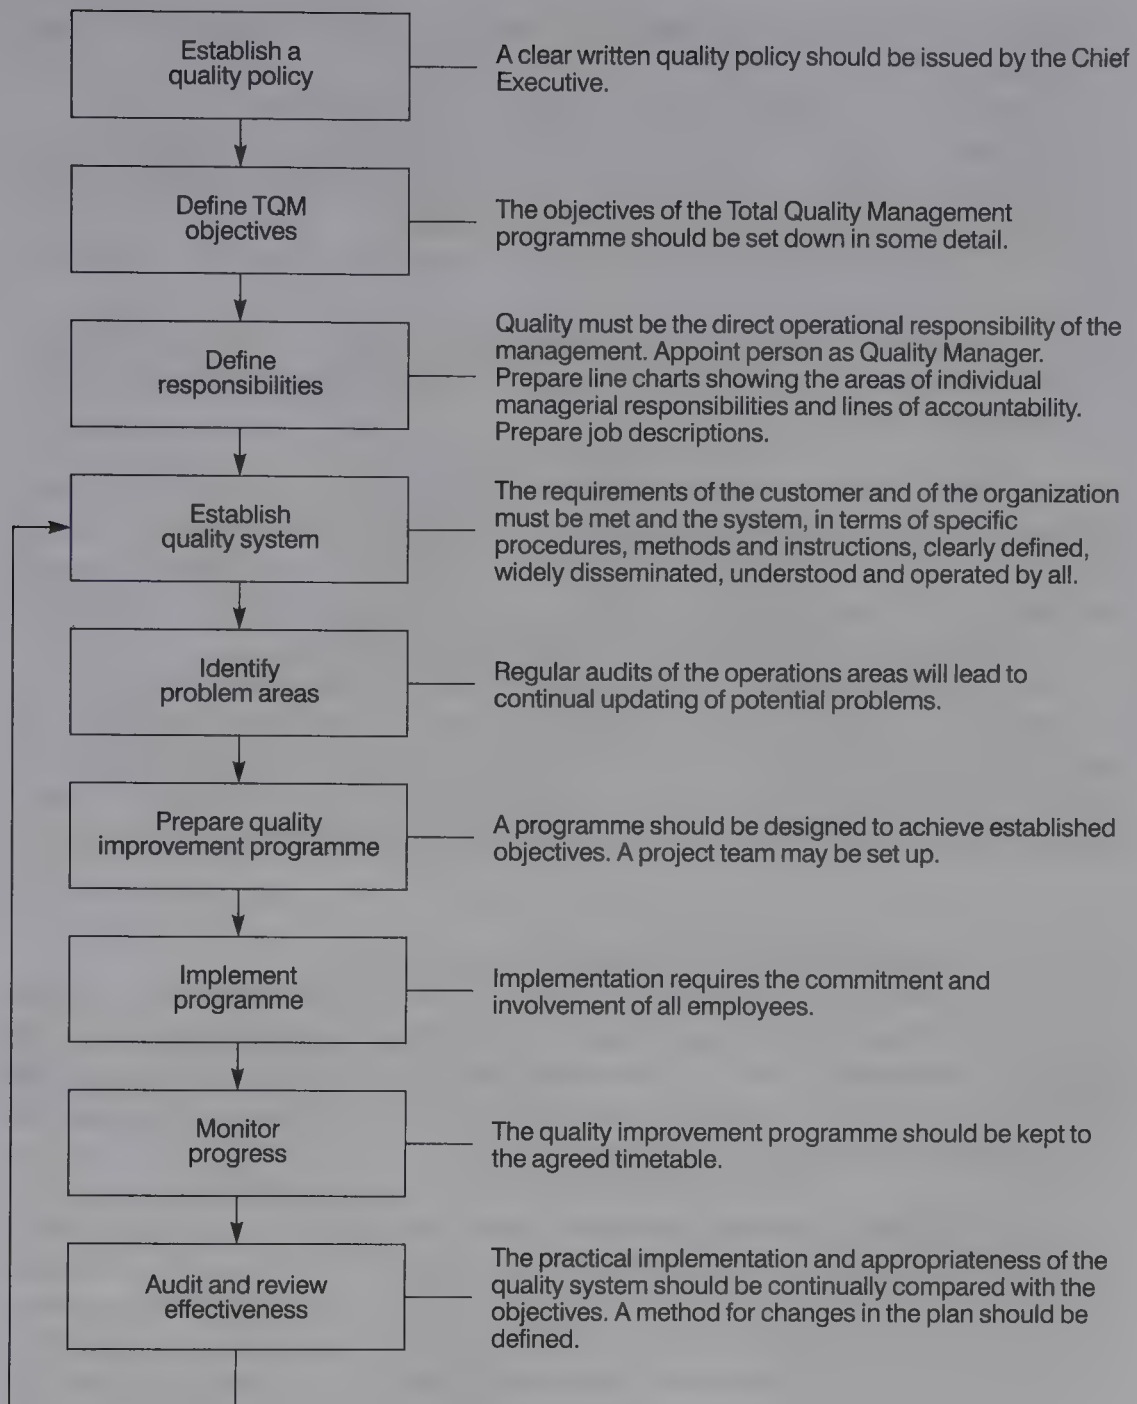 Establish a
quality policy
A clear written quality policy should be issued by the Chief
Executive.
Define TQM
objectives
The objectives of the Total Quality Management
programme should be set down in some detail.
Define
responsibilities
Quality must be the direct operational responsibility of the
management. Appoint person as Quality Manager.
Prepare line charts showing the areas of individual
managerial responsibilities and lines of accountability.
Prepare job descriptions.
Establish
quality system
The requirements of the customer and of the organization
must be met and the system, in terms of specific
procedures, methods and instructions, clearly defined,
widely disseminated, understood and operated by all.
Identify
problem areas
Regular audits of the operations areas will lead to
continual updating of potential problems.
Prepare quality
improvement programme
A programme should be designed to achieve established
objectives. A project team may be set up.
Implement
programme
Implementation requires the commitment and
involvement of all employees.
Monitor
progress
The quality improvement programme should be kept to
the agreed timetable.
Audit and review
effectiveness
The practical implementation and appropriateness of the
quality system should be continually compared with the
objectives. A method for changes in the plan should be
defined.